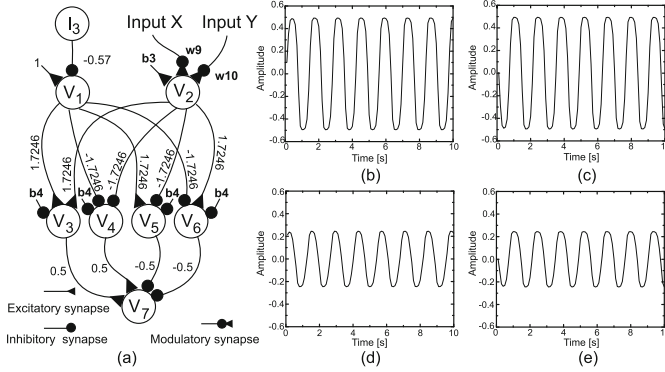 I3
Input X
Input Y
-0.57
1
b3
w9
w10
V1
V2
1.7246
1.7246
-1.7246
-1.7246
1.7246
-1.7246
1.7246
b4
b4
b4
b4
V3
V4
V5
V6
0.5
0.5
-0.5
-0.5
V7
Excitatory synapse
Inhibitory synapse
Modulatory synapse
(a)
Amplitude
0.6
0.4
0.2
0.0
-0.2
-0.4
-0.6
0 2 4 6 8 10
Time [s]
(b)
Amplitude
0.6
0.4
0.2
0.0
-0.2
-0.4
-0.6
0 2 4 6 8 10
Time [s]
(c)
Amplitude
0.6
0.4
0.2
0.0
-0.2
-0.4
-0.6
0 2 4 6 8 10
Time [s]
(d)
Amplitude
0.6
0.4
0.2
0.0
-0.2
-0.4
-0.6
0 2 4 6 8 10
Time [s]
(e)